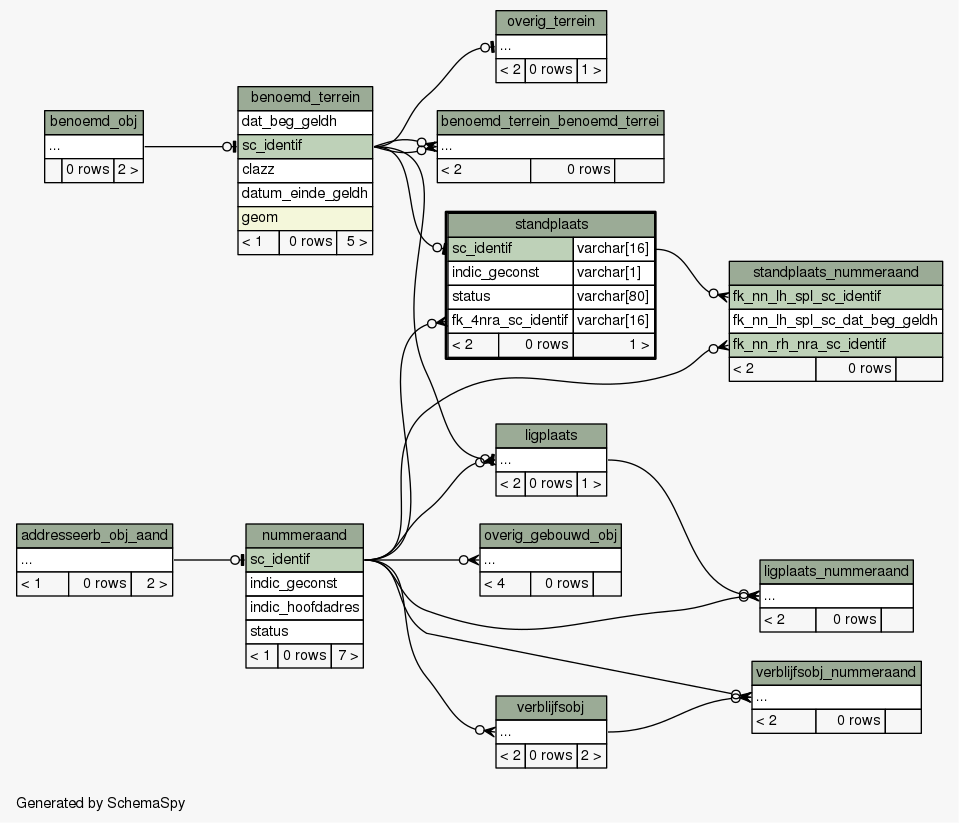 overig_terrein
...
< 2 0 rows 1 >
benoemd_terrein
dat_beg_geldh
sc_identif
clazz
datum_einde_geldh
geom
< 1 0 rows 5 >
benoemd_obj
...
0 rows 2 >
benoemd_terrein_benoemd_terrei
...
< 2 0 rows
standplaats
sc_identif varchar[16]
indic_geconst varchar[1]
status varchar[80]
fk_4nra_sc_identif varchar[16]
< 2 0 rows 1 >
standplaats_nummeraand
fk_nn_lh_spl_sc_identif
fk_nn_lh_spl_sc_dat_beg_geldh
fk_nn_rh_nra_sc_identif
< 2 0 rows
ligplaats
...
< 2 0 rows 1 >
addresseerb_obj_aand
...
< 1 0 rows 2 >
nummeraand
sc_identif
indic_geconst
indic_hoofdadres
status
< 1 0 rows 7 >
overig_gebouwd_obj
...
< 4 0 rows
ligplaats_nummeraand
...
< 2 0 rows
verblijfsobj_nummeraand
...
< 2 0 rows
verblijfsobj
...
< 2 0 rows 2 >
Generated by SchemaSpy